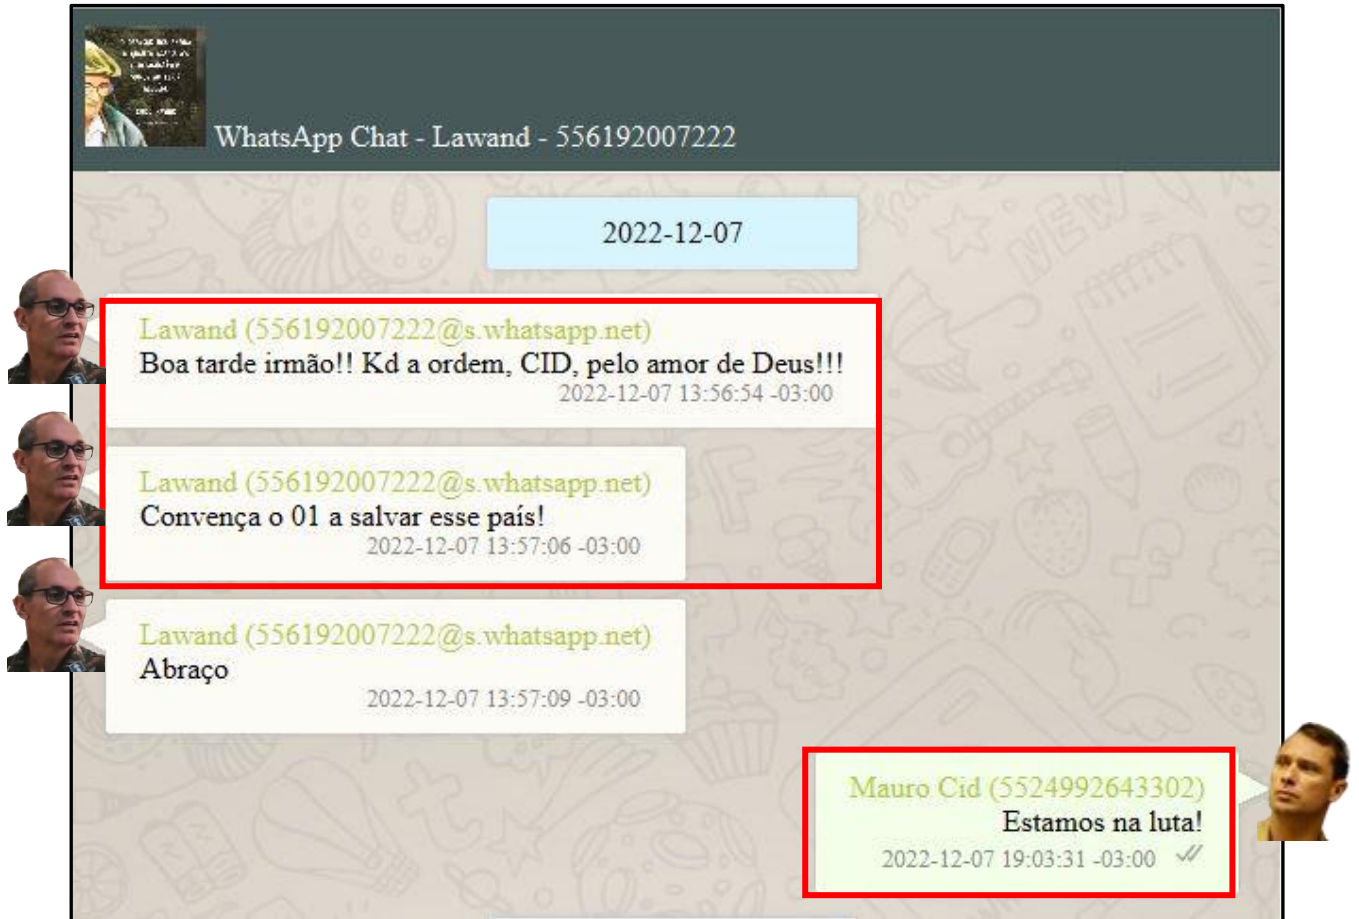 WhatsApp Chat - Lawand - 556192007222
2022-12-07
Lawand (556192007222@s.whatsapp.net)
Boa tarde irmão!! Kd a ordem, CID, pelo amor de Deus!!!
2022-12-07 13:56:54 -03:00
Lawand (556192007222@s.whatsapp.net)
Convença o 01 a salvar esse país!
2022-12-07 13:57:06 -03:00
Lawand (556192007222@s.whatsapp.net)
Abraço
2022-12-07 13:57:09 -03:00
Mauro Cid (5524992643302)
Estamos na luta!
2022-12-07 19:03:31 -03:00